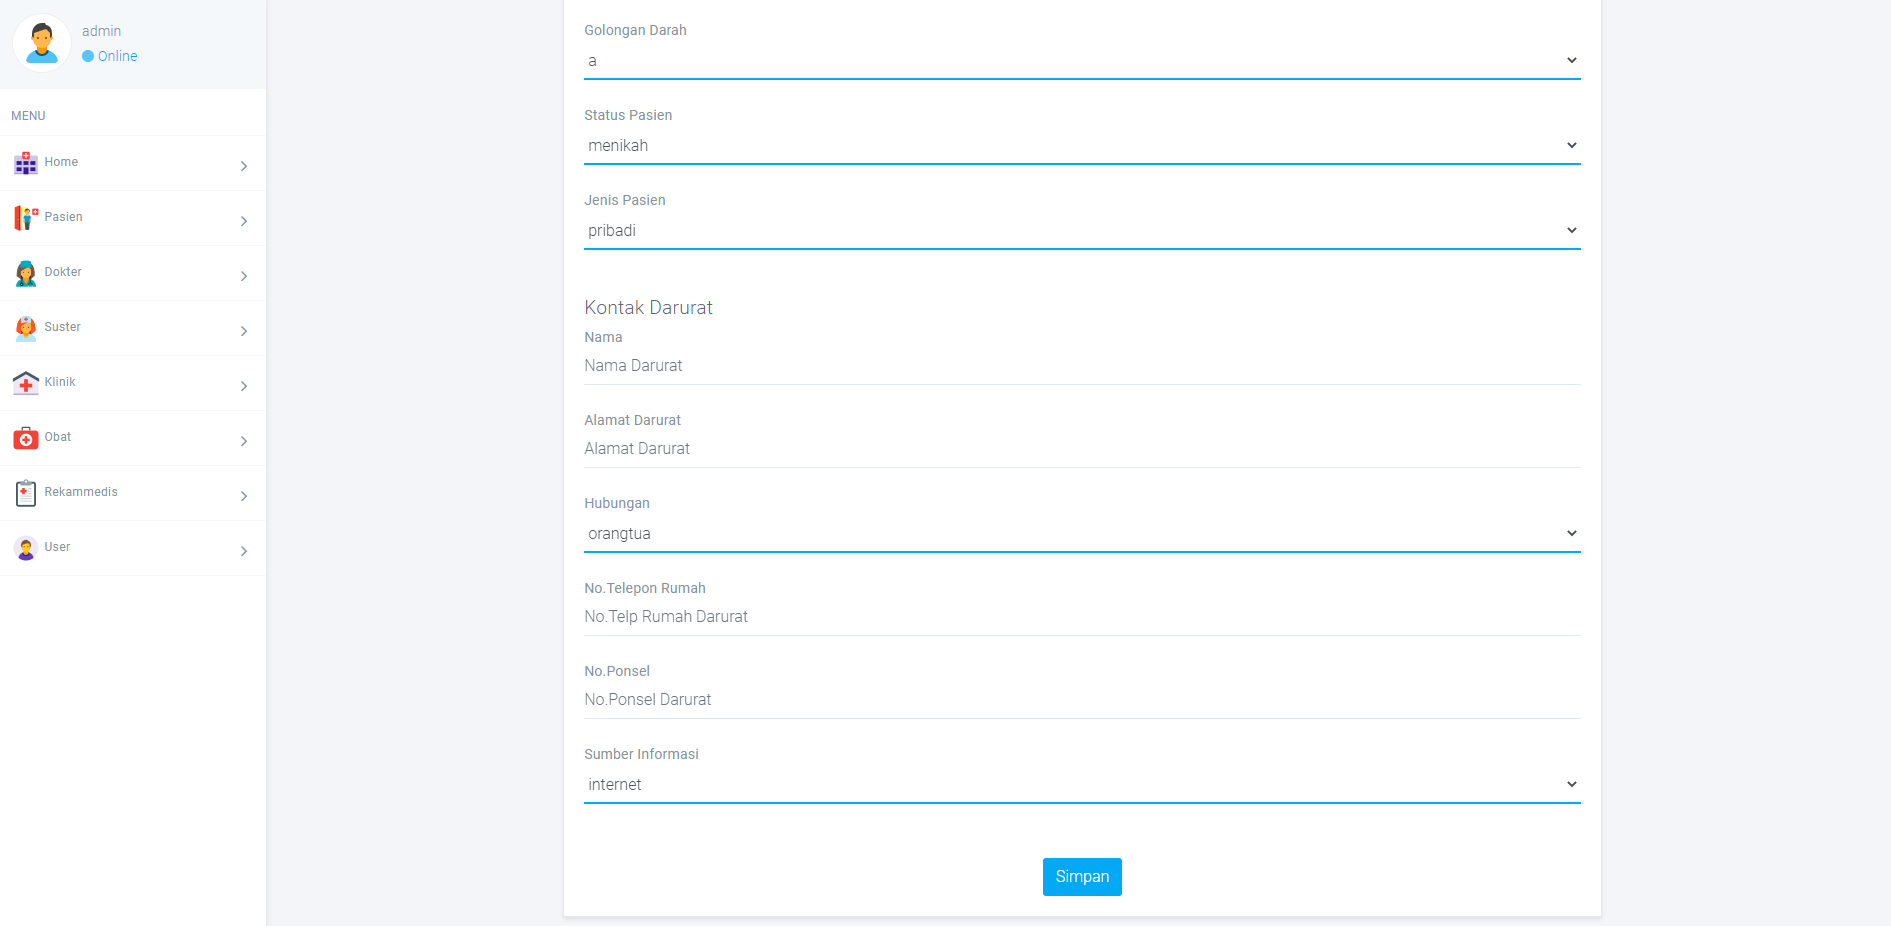 admin
Online
MENU
Home
Pasien
Dokter
Suster
Klinik
Obat
Rekammedis
User
Golongan Darah
a
Status Pasien
menikah
Jenis Pasien
pribadi
Kontak Darurat
Nama
Nama Darurat
Alamat Darurat
Alamat Darurat
Hubungan
orangtua
No.Telepon Rumah
No.Telp Rumah Darurat
No.Ponsel
No.Ponsel Darurat
Sumber Informasi
internet
Simpan